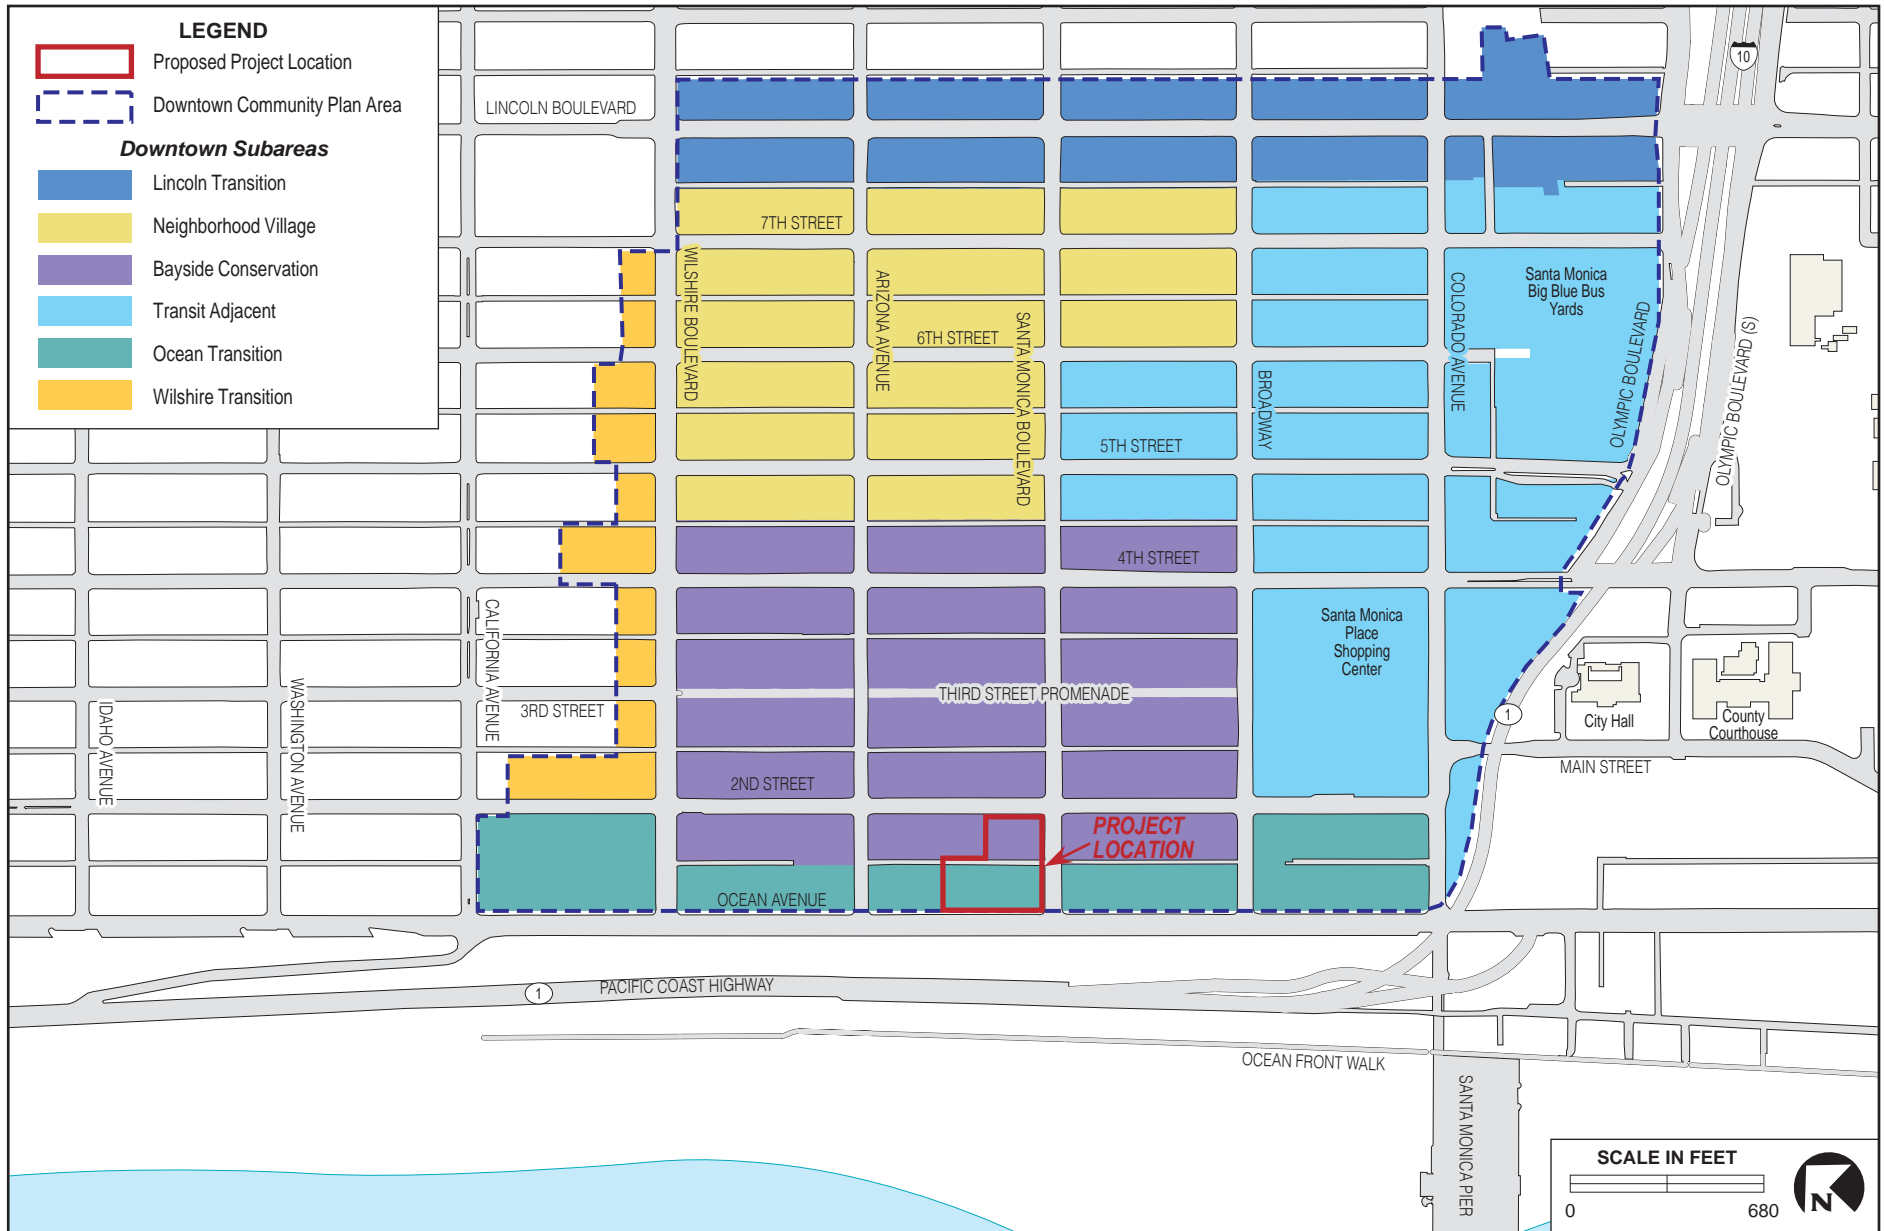 LEGEND
Proposed Project Location
Downtown Community Plan Area
Downtown Subareas
Lincoln Transition
Neighborhood Village
Bayside Conservation
Transit Adjacent
Ocean Transition
Wilshire Transition
LINCOLN BOULEVARD
10
7TH STREET
WILSHIRE BOULEVARD
ARIZONA AVENUE
6TH STREET
SANTA MONICA BOULEVARD
BROADWAY
COLORADO AVENUE
Santa Monica
Big Blue Bus
Yards
OLYMPIC BOULEVARD
OLYMPIC BOULEVARD (S)
5TH STREET
4TH STREET
CALIFORNIA AVENUE
Santa Monica
Place
Shopping
Center
THIRD STREET PROMENADE
3RD STREET
IDAHO AVENUE
WASHINGTON AVENUE
1
City Hall
County
Courthouse
MAIN STREET
2ND STREET
PROJECT
LOCATION
OCEAN AVENUE
PACIFIC COAST HIGHWAY
1
OCEAN FRONT WALK
SANTA MONICA PIER
SCALE IN FEET
0 680
N